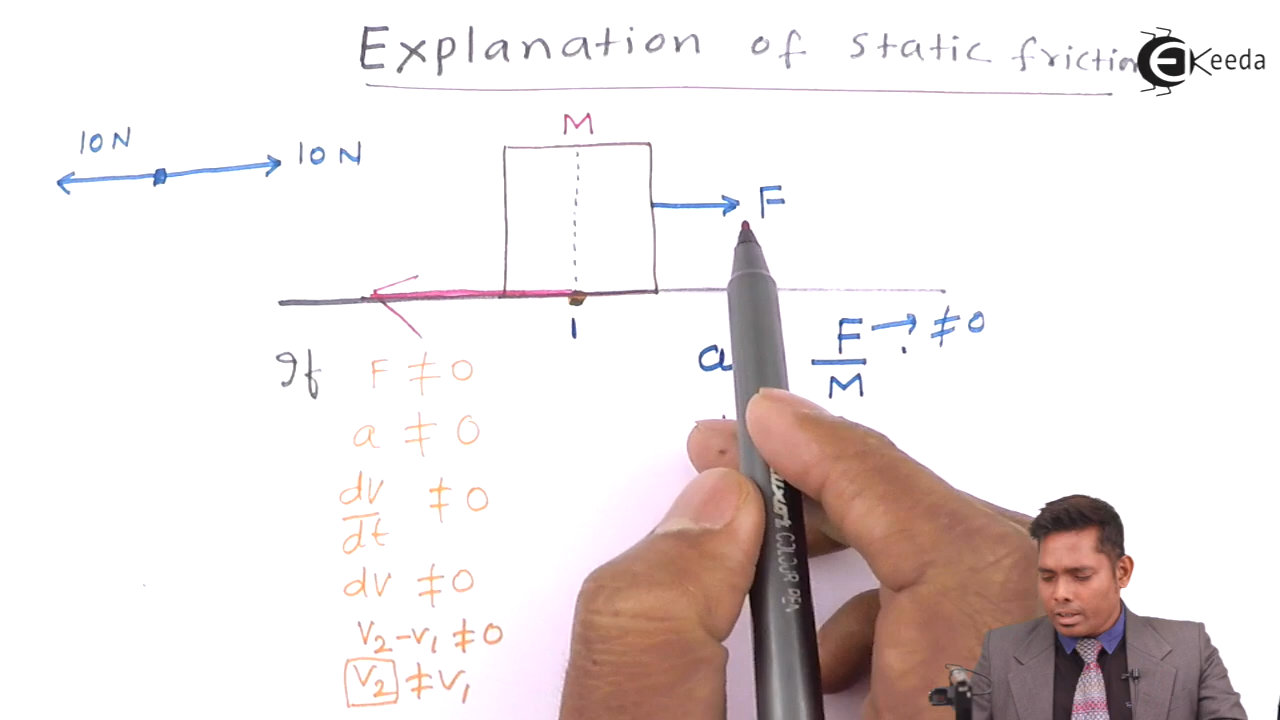 Explanation of static friction
Ekeeda
10 N
10 N
M
F
1
If F ≠ 0
a ≠ 0
dv/dt ≠ 0
dv ≠ 0
v₂ - v₁ ≠ 0
v₂ ≠ v₁
a
F → ≠ 0
M